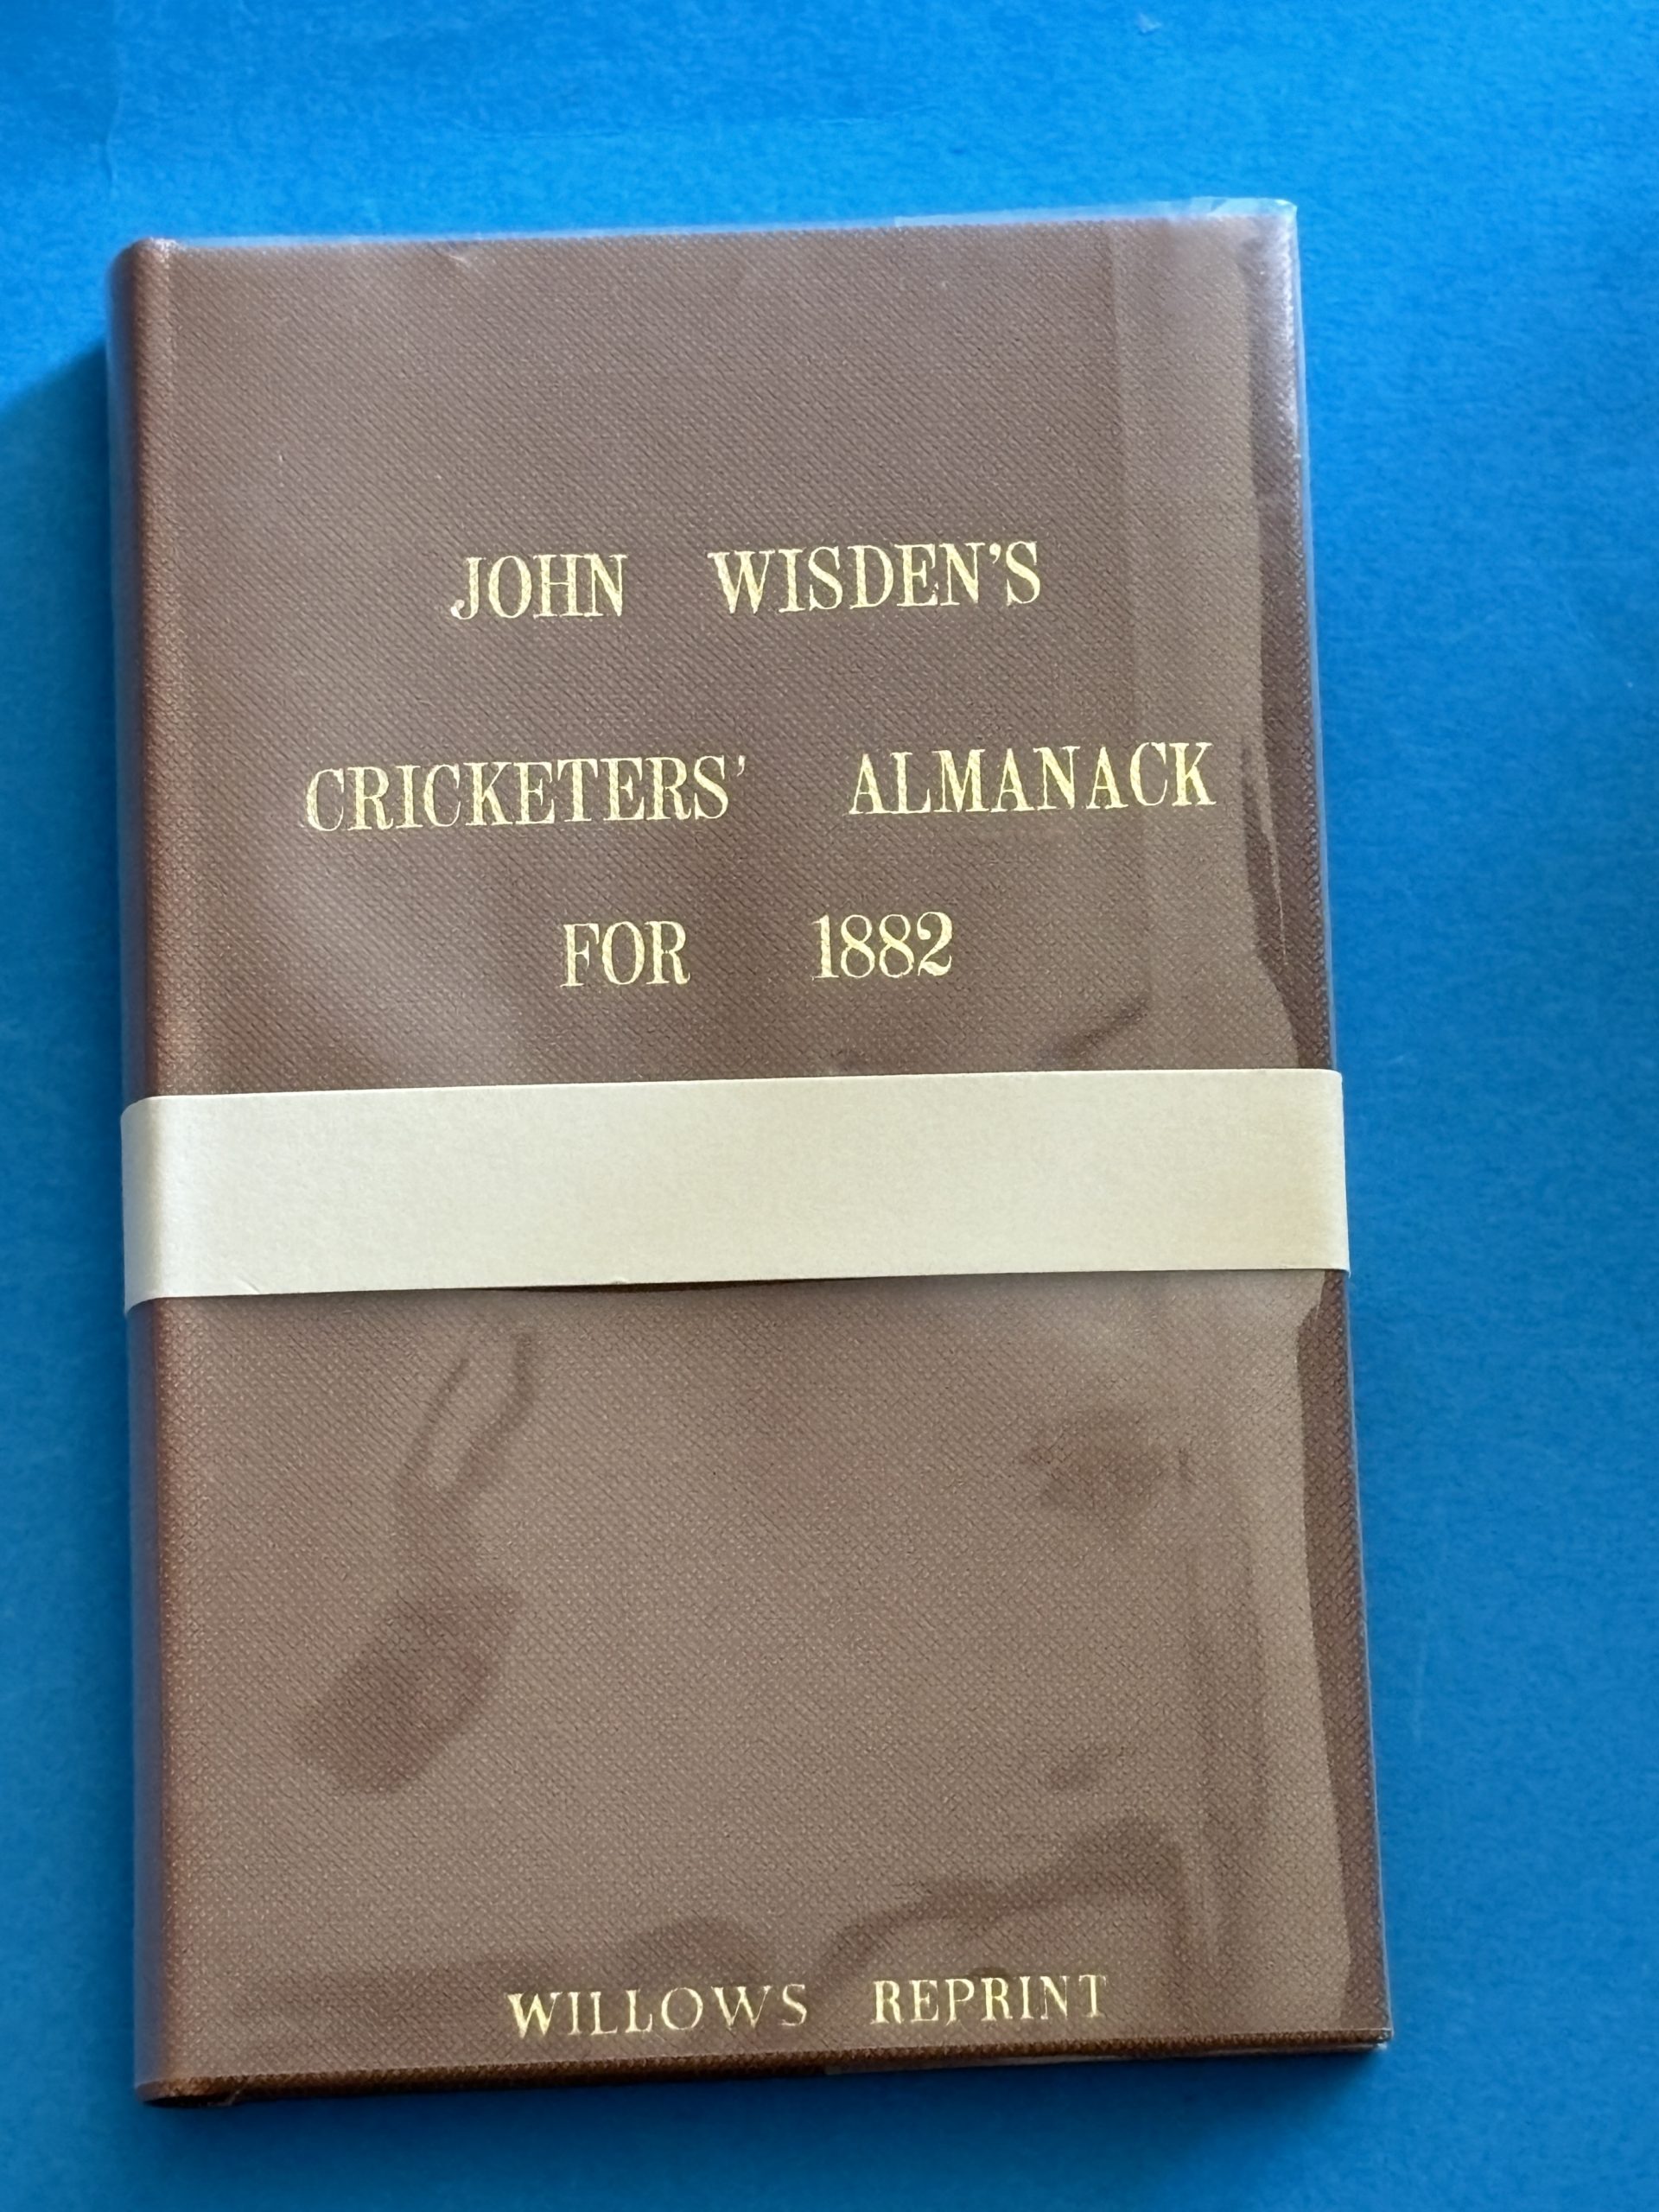 JOHN WISDEN'S
CRICKETERS' ALMANACK
FOR 1882
WILLOWS REPRINT